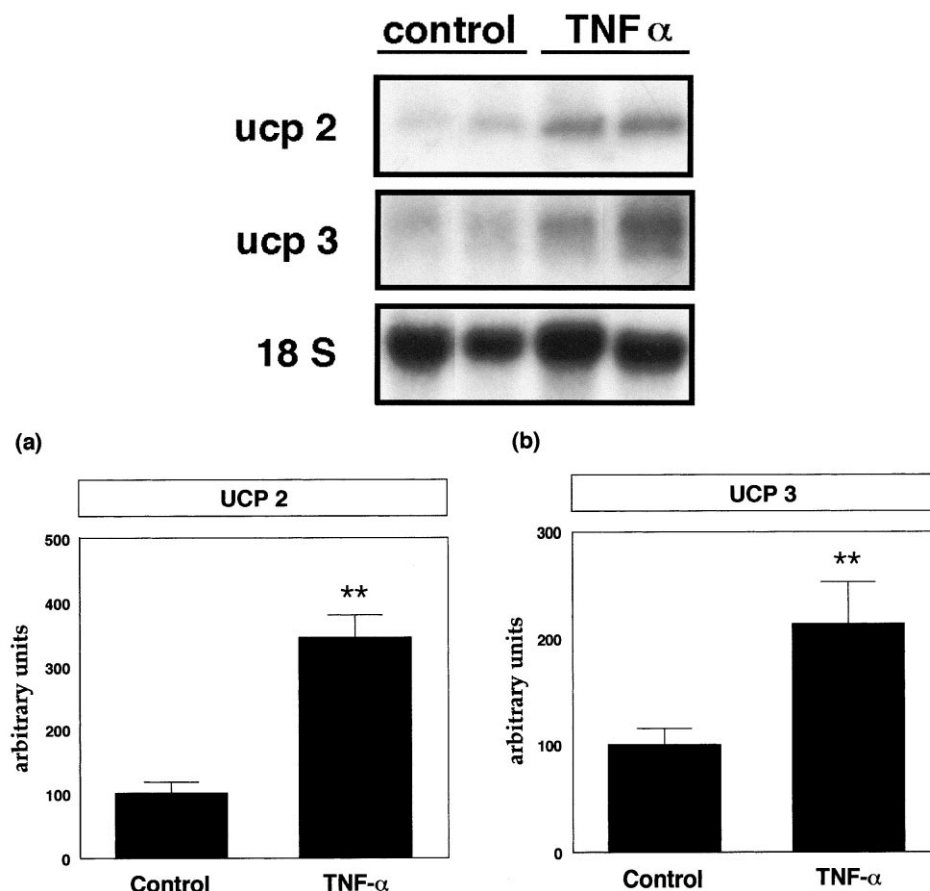 control TNF α
ucp 2
ucp 3
18 S
(a)
UCP 2
500
400
300
200
100
0
arbitrary units
**
Control TNF-α
(b)
UCP 3
300
200
100
0
arbitrary units
**
Control TNF-α